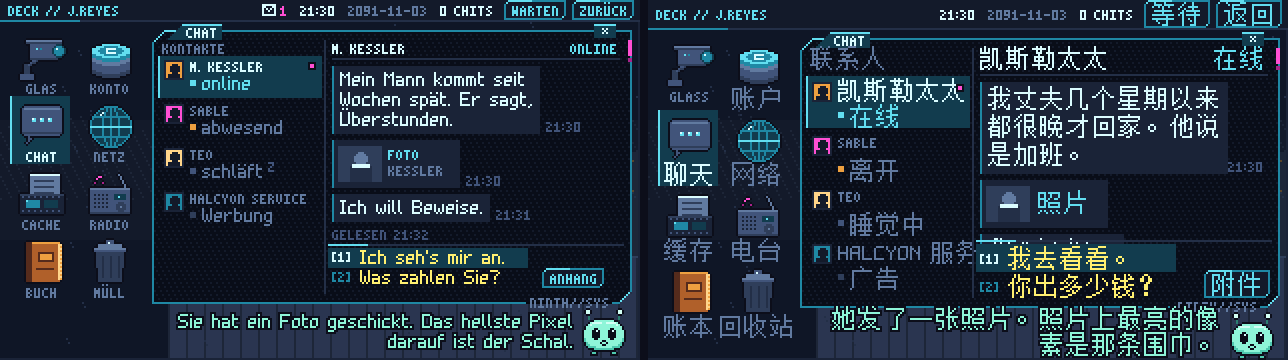 DECK // J.REYES
1 21:30 2091-11-03 0 CHITS WARTEN ZURÜCK
CHAT
GLAS
KONTO
CHAT
NETZ
CACHE
RADIO
BUCH
MÜLL
KONTAKTE
M. KESSLER
online
SABLE
abwesend
TEO
schläft z
HALCYON SERVICE
Werbung
M. KESSLER ONLINE
Mein Mann kommt seit
Wochen spät. Er sagt,
Überstunden.
21:30
FOTO
KESSLER
21:30
Ich will Beweise.
21:31
GELESEN 21:32
[1] Ich seh's mir an.
[2] Was zahlen Sie?
ANHANG
NINTH//SYS
Sie hat ein Foto geschickt. Das hellste Pixel
darauf ist der Schal.
DECK // J.REYES
21:30 2091-11-03 0 CHITS 等待 返回
CHAT
GLASS
账户
聊天
网络
缓存
电台
账本
回收站
联系人
凯斯勒太太
在线
SABLE
离开
TEO
睡觉中
HALCYON 服务
广告
凯斯勒太太 在线
我丈夫几个星期以来
都很晚才回家。他说
是加班。
21:30
照片
[1] 我去看看。
[2] 你出多少钱?
附件
她发了一张照片。照片上最亮的像
素是那条围巾。